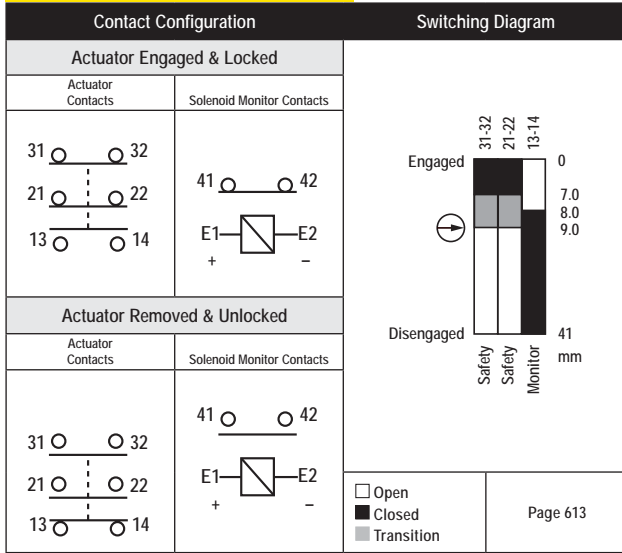 Contact Configuration
Switching Diagram
Actuator Engaged & Locked
Actuator
Contacts
Solenoid Monitor Contacts
31 32
21 22
13 14
41 42
E1 E2
+ –
Actuator Removed & Unlocked
Actuator
Contacts
Solenoid Monitor Contacts
31 32
21 22
13 14
41 42
E1 E2
+ –
31-32
21-22
13-14
Engaged
0
7.0
8.0
9.0
Disengaged
41
mm
Safety
Safety
Monitor
Open
Closed
Transition
Page 613